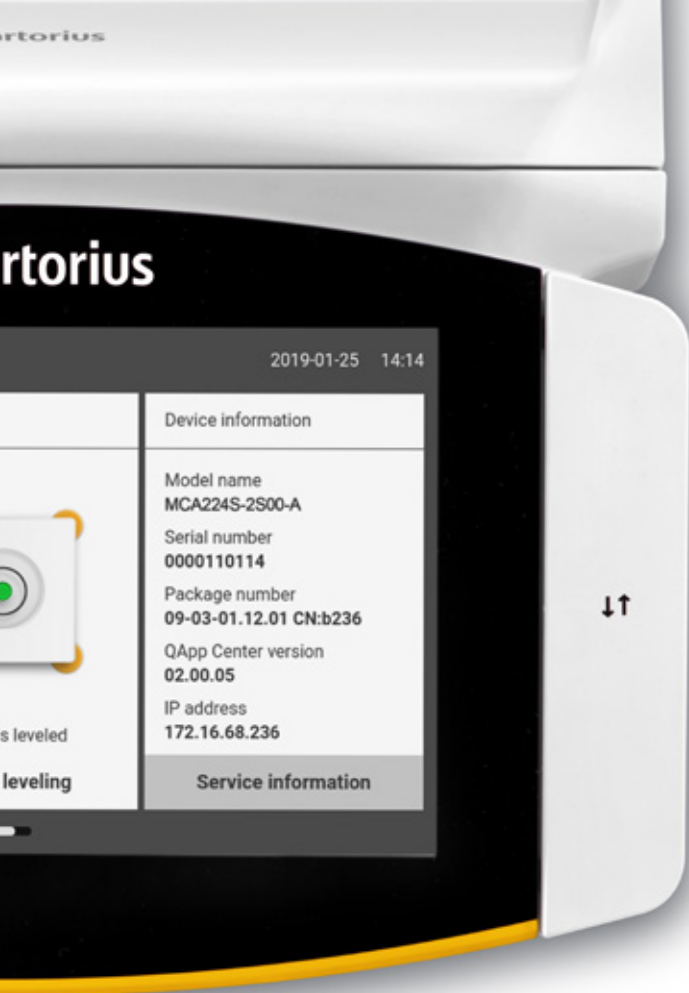 artorius
rtorius
2019-01-25 14:14
Device information
Model name
MCA224S-2S00-A
Serial number
0000110114
Package number
09-03-01.12.01 CN:b236
QApp Center version
02.00.05
IP address
172.16.68.236
Service information
s leveled
leveling
↓↑